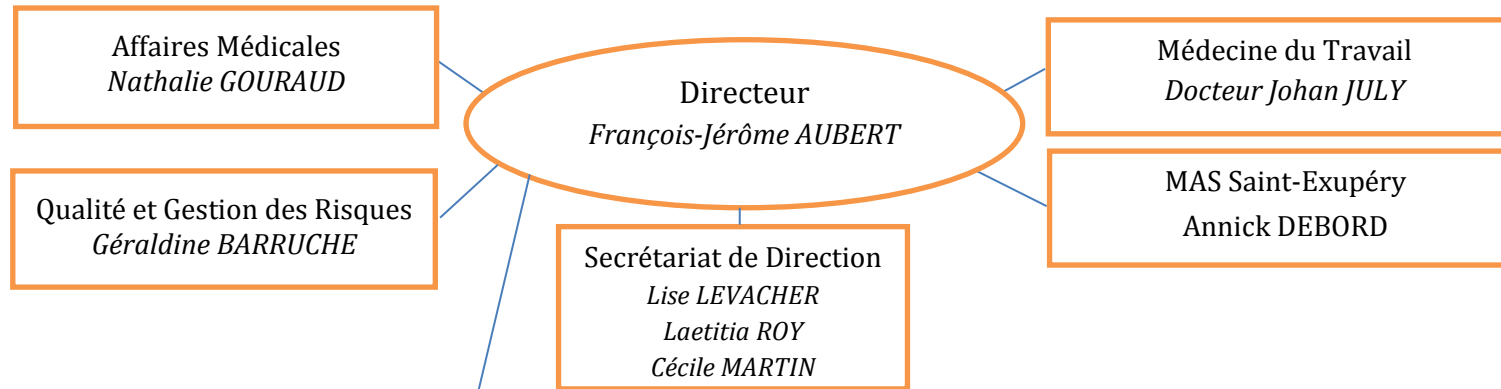 Affaires Médicales
Nathalie GOURAUD
Directeur
François-Jérôme AUBERT
Médecine du Travail
Docteur Johan JULY
Qualité et Gestion des Risques
Géraldine BARRUCHE
MAS Saint-Exupéry
Annick DEBORD
Secrétariat de Direction
Lise LEVACHER
Laetitia ROY
Cécile MARTIN